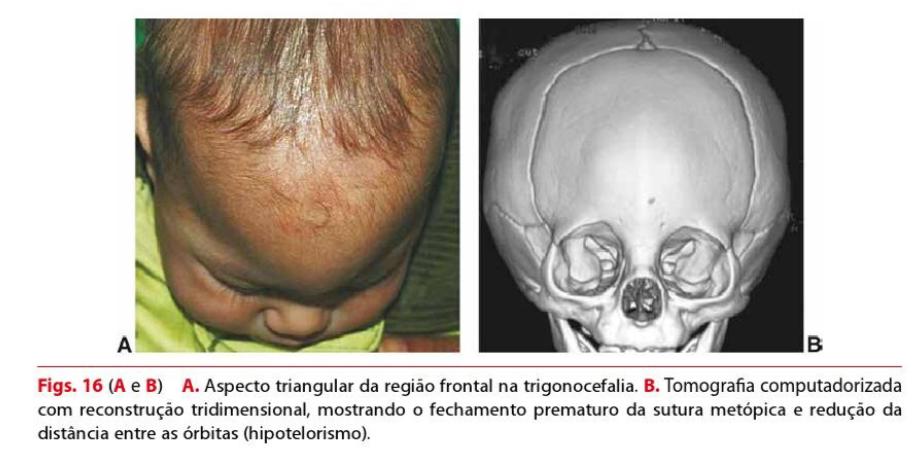 A
B
Figs. 16 (A e B) A. Aspecto triangular da região frontal na trigonocefalia. B. Tomografia computadorizada
com reconstrução tridimensional, mostrando o fechamento prematuro da sutura metópica e redução da
distância entre as órbitas (hipotelorismo).